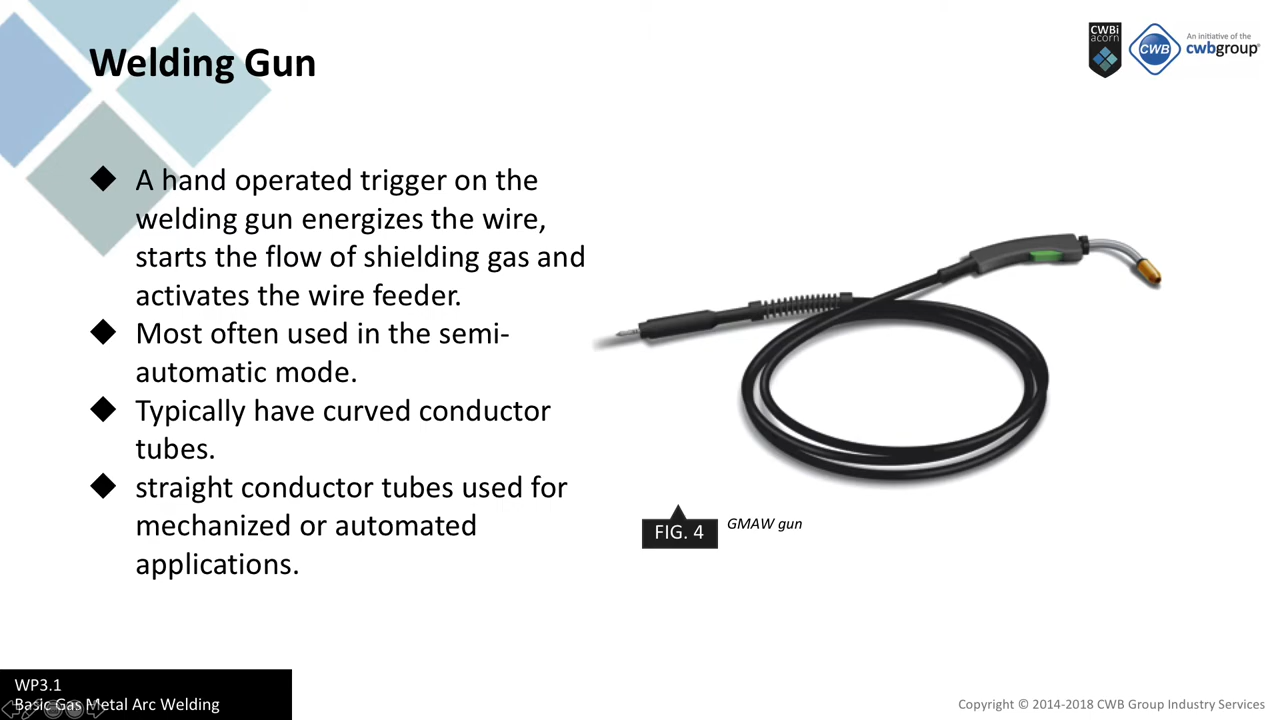 Welding Gun
CWBi
acorn
CWB
An initiative of the
cwbgroup®
◆ A hand operated trigger on the
welding gun energizes the wire,
starts the flow of shielding gas and
activates the wire feeder.
◆ Most often used in the semi-
automatic mode.
◆ Typically have curved conductor
tubes.
◆ straight conductor tubes used for
mechanized or automated
applications.
FIG. 4
GMAW gun
WP3.1
Basic Gas Metal Arc Welding
Copyright © 2014-2018 CWB Group Industry Services